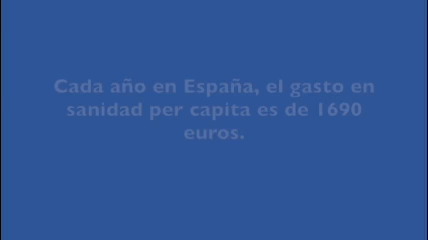 Cada año en España, el gasto en
sanidad per capita es de 1690
euros.